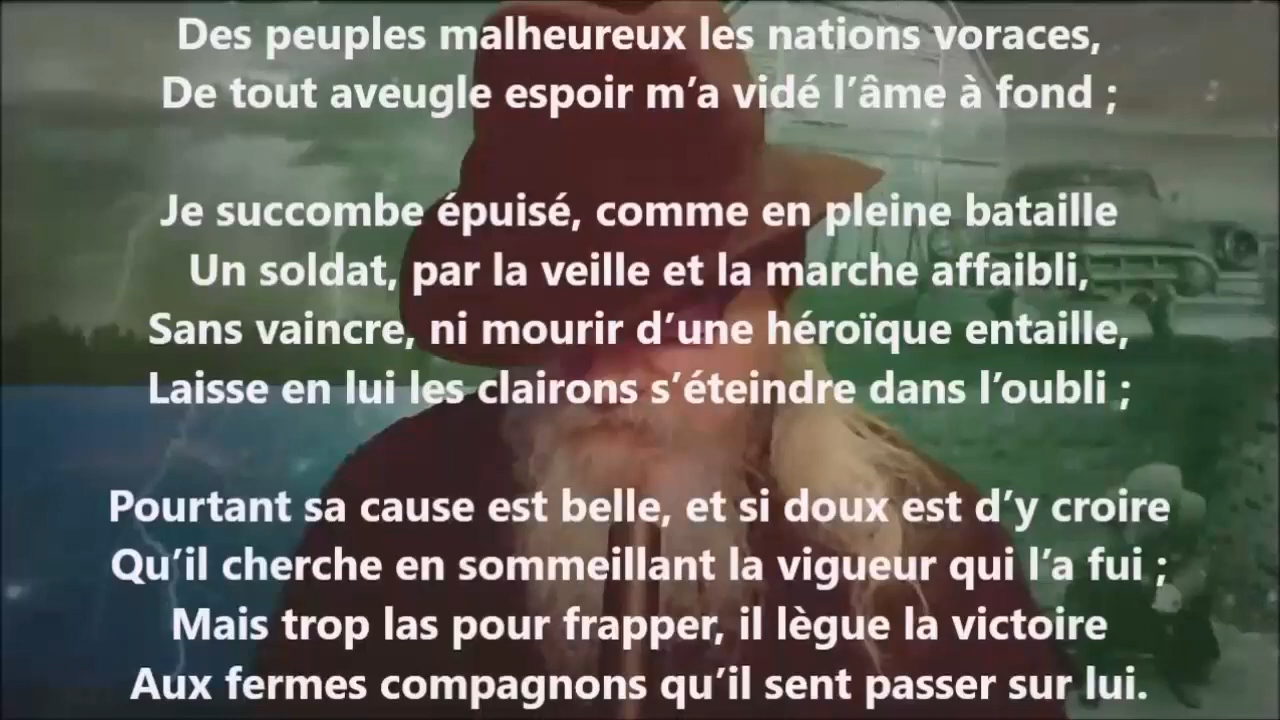 Des peuples malheureux les nations voraces,
De tout aveugle espoir m’a vidé l’âme à fond ;
Je succombe épuisé, comme en pleine bataille
Un soldat, par la veille et la marche affaibli,
Sans vaincre, ni mourir d’une héroïque entaille,
Laisse en lui les clairons s’éteindre dans l’oubli ;
Pourtant sa cause est belle, et si doux est d’y croire
Qu’il cherche en sommeillant la vigueur qui l’a fui ;
Mais trop las pour frapper, il lègue la victoire
Aux fermes compagnons qu’il sent passer sur lui.